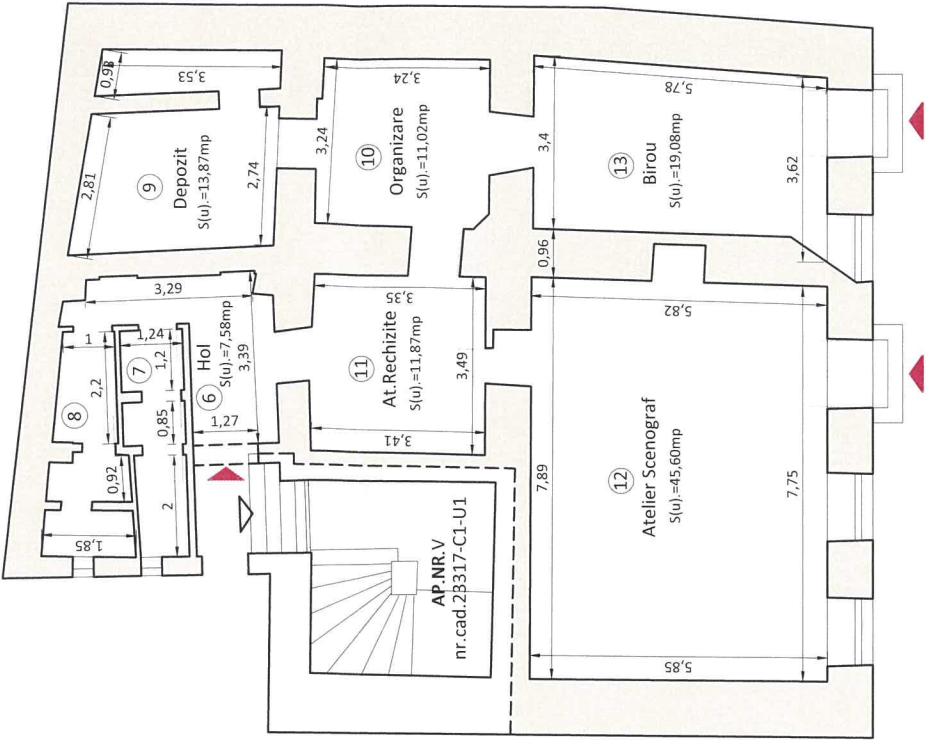 0,93
3,53
2,81
9
Depozit
S(u).=13,87mp
2,74
3,24
3,24
10
Organizare
S(u).=11,02mp
5,78
3,4
13
Birou
S(u).=19,08mp
3,62
0,96
3,29
1
1,24
1,2
7
Hol
S(u).=7,58mp
3,39
6
8
2,2
0,85
1,27
0,92
2
1,85
3,35
11
At.Rechizite
S(u).=11,87mp
3,49
3,41
5,82
7,89
12
Atelier Scenograf
S(u).=45,60mp
7,75
5,85
AP.NR.V
nr.cad.23317-C1-U1